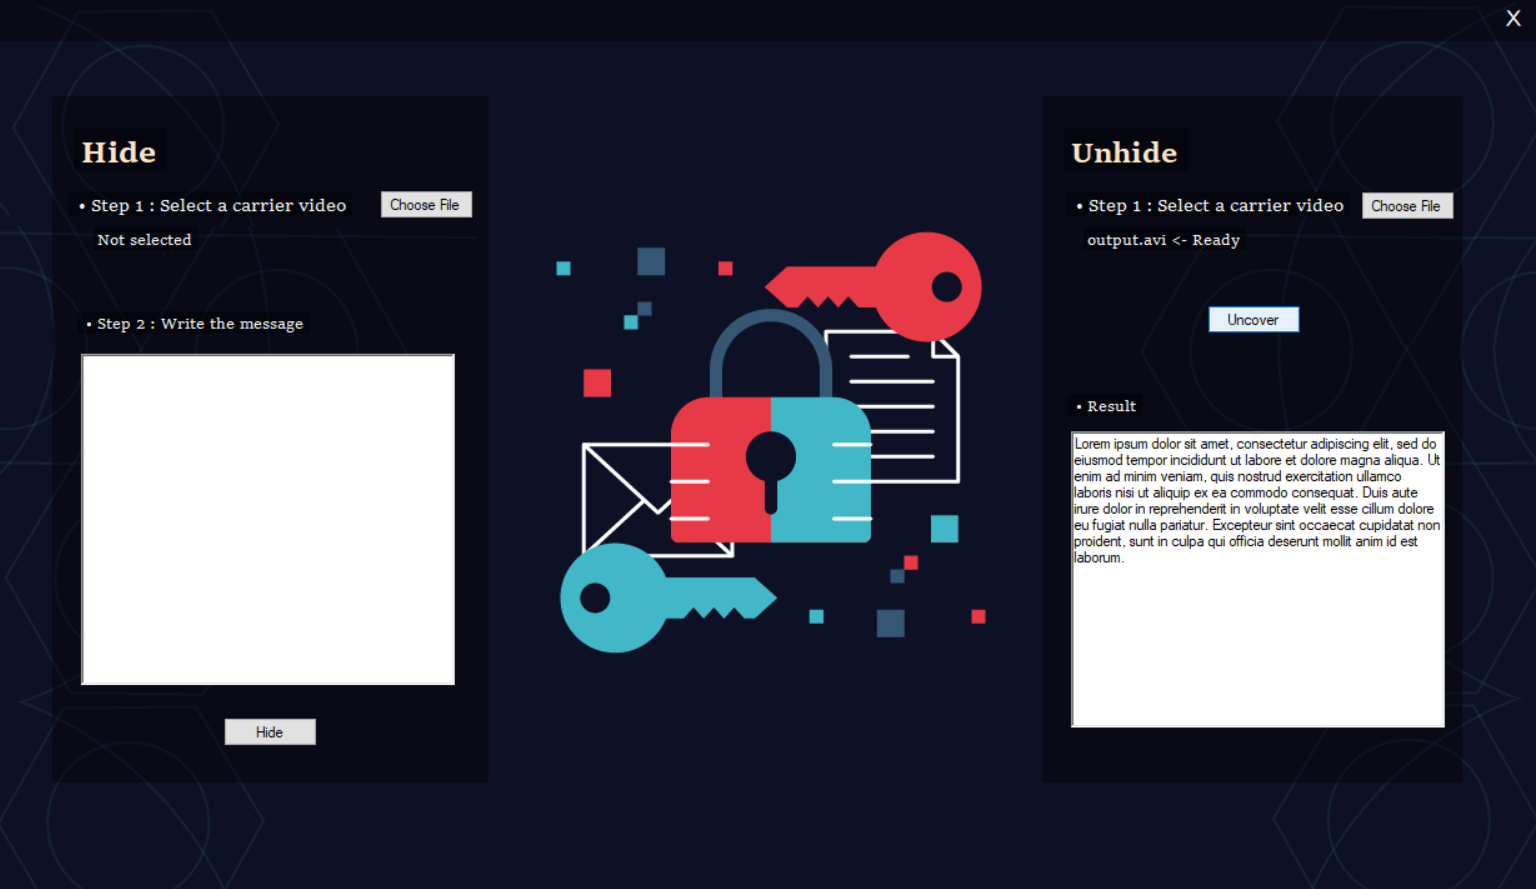 X
Hide
• Step 1 : Select a carrier video
Choose File
Not selected
• Step 2 : Write the message
Hide
Unhide
• Step 1 : Select a carrier video
Choose File
output.avi <- Ready
Uncover
• Result
Lorem ipsum dolor sit amet, consectetur adipiscing elit, sed do
eiusmod tempor incididunt ut labore et dolore magna aliqua. Ut
enim ad minim veniam, quis nostrud exercitation ullamco
laboris nisi ut aliquip ex ea commodo consequat. Duis aute
irure dolor in reprehenderit in voluptate velit esse cillum dolore
eu fugiat nulla pariatur. Excepteur sint occaecat cupidatat non
proident, sunt in culpa qui officia deserunt mollit anim id est
laborum.